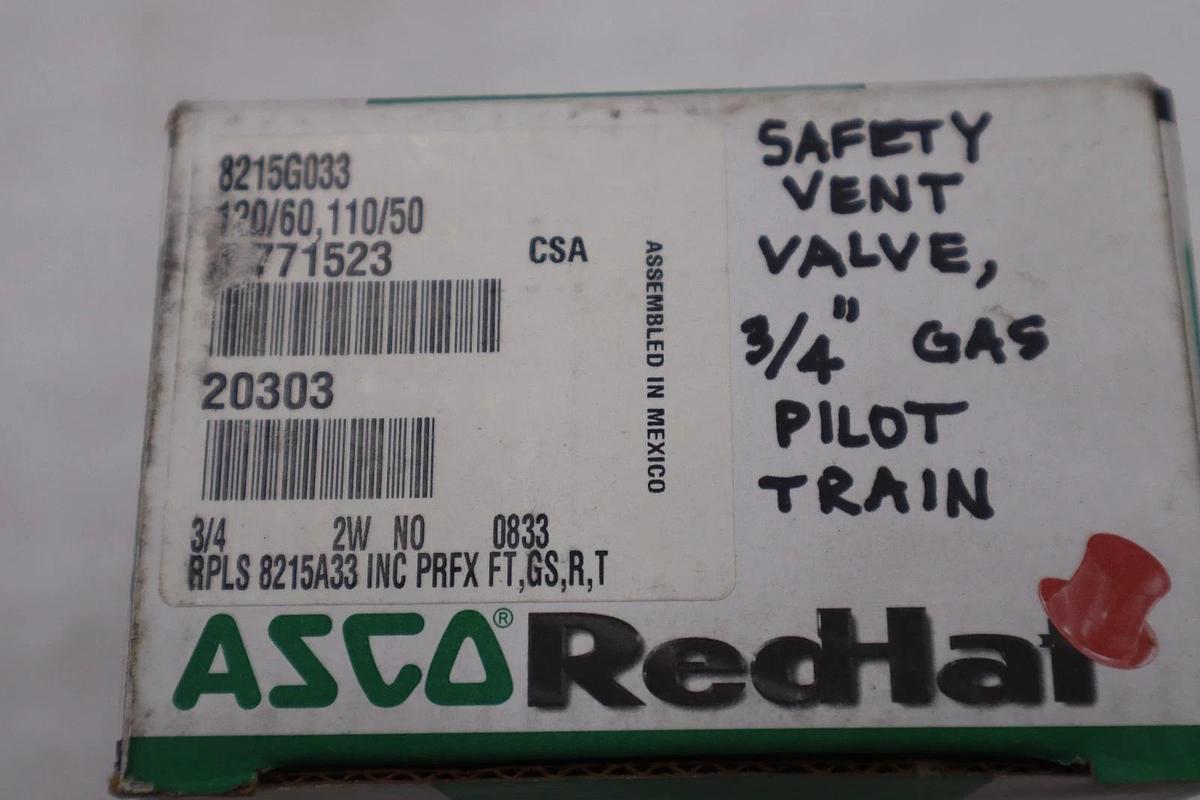 8215G033
120/60,110/50
771523
CSA
ASSEMBLED IN MEXICO
20303
3/4 2W NO 0833
RPLS 8215A33 INC PRFX FT,GS,R,T
SAFETY
VENT
VALVE,
3/4" GAS
PILOT
TRAIN
ASCO® RedHat